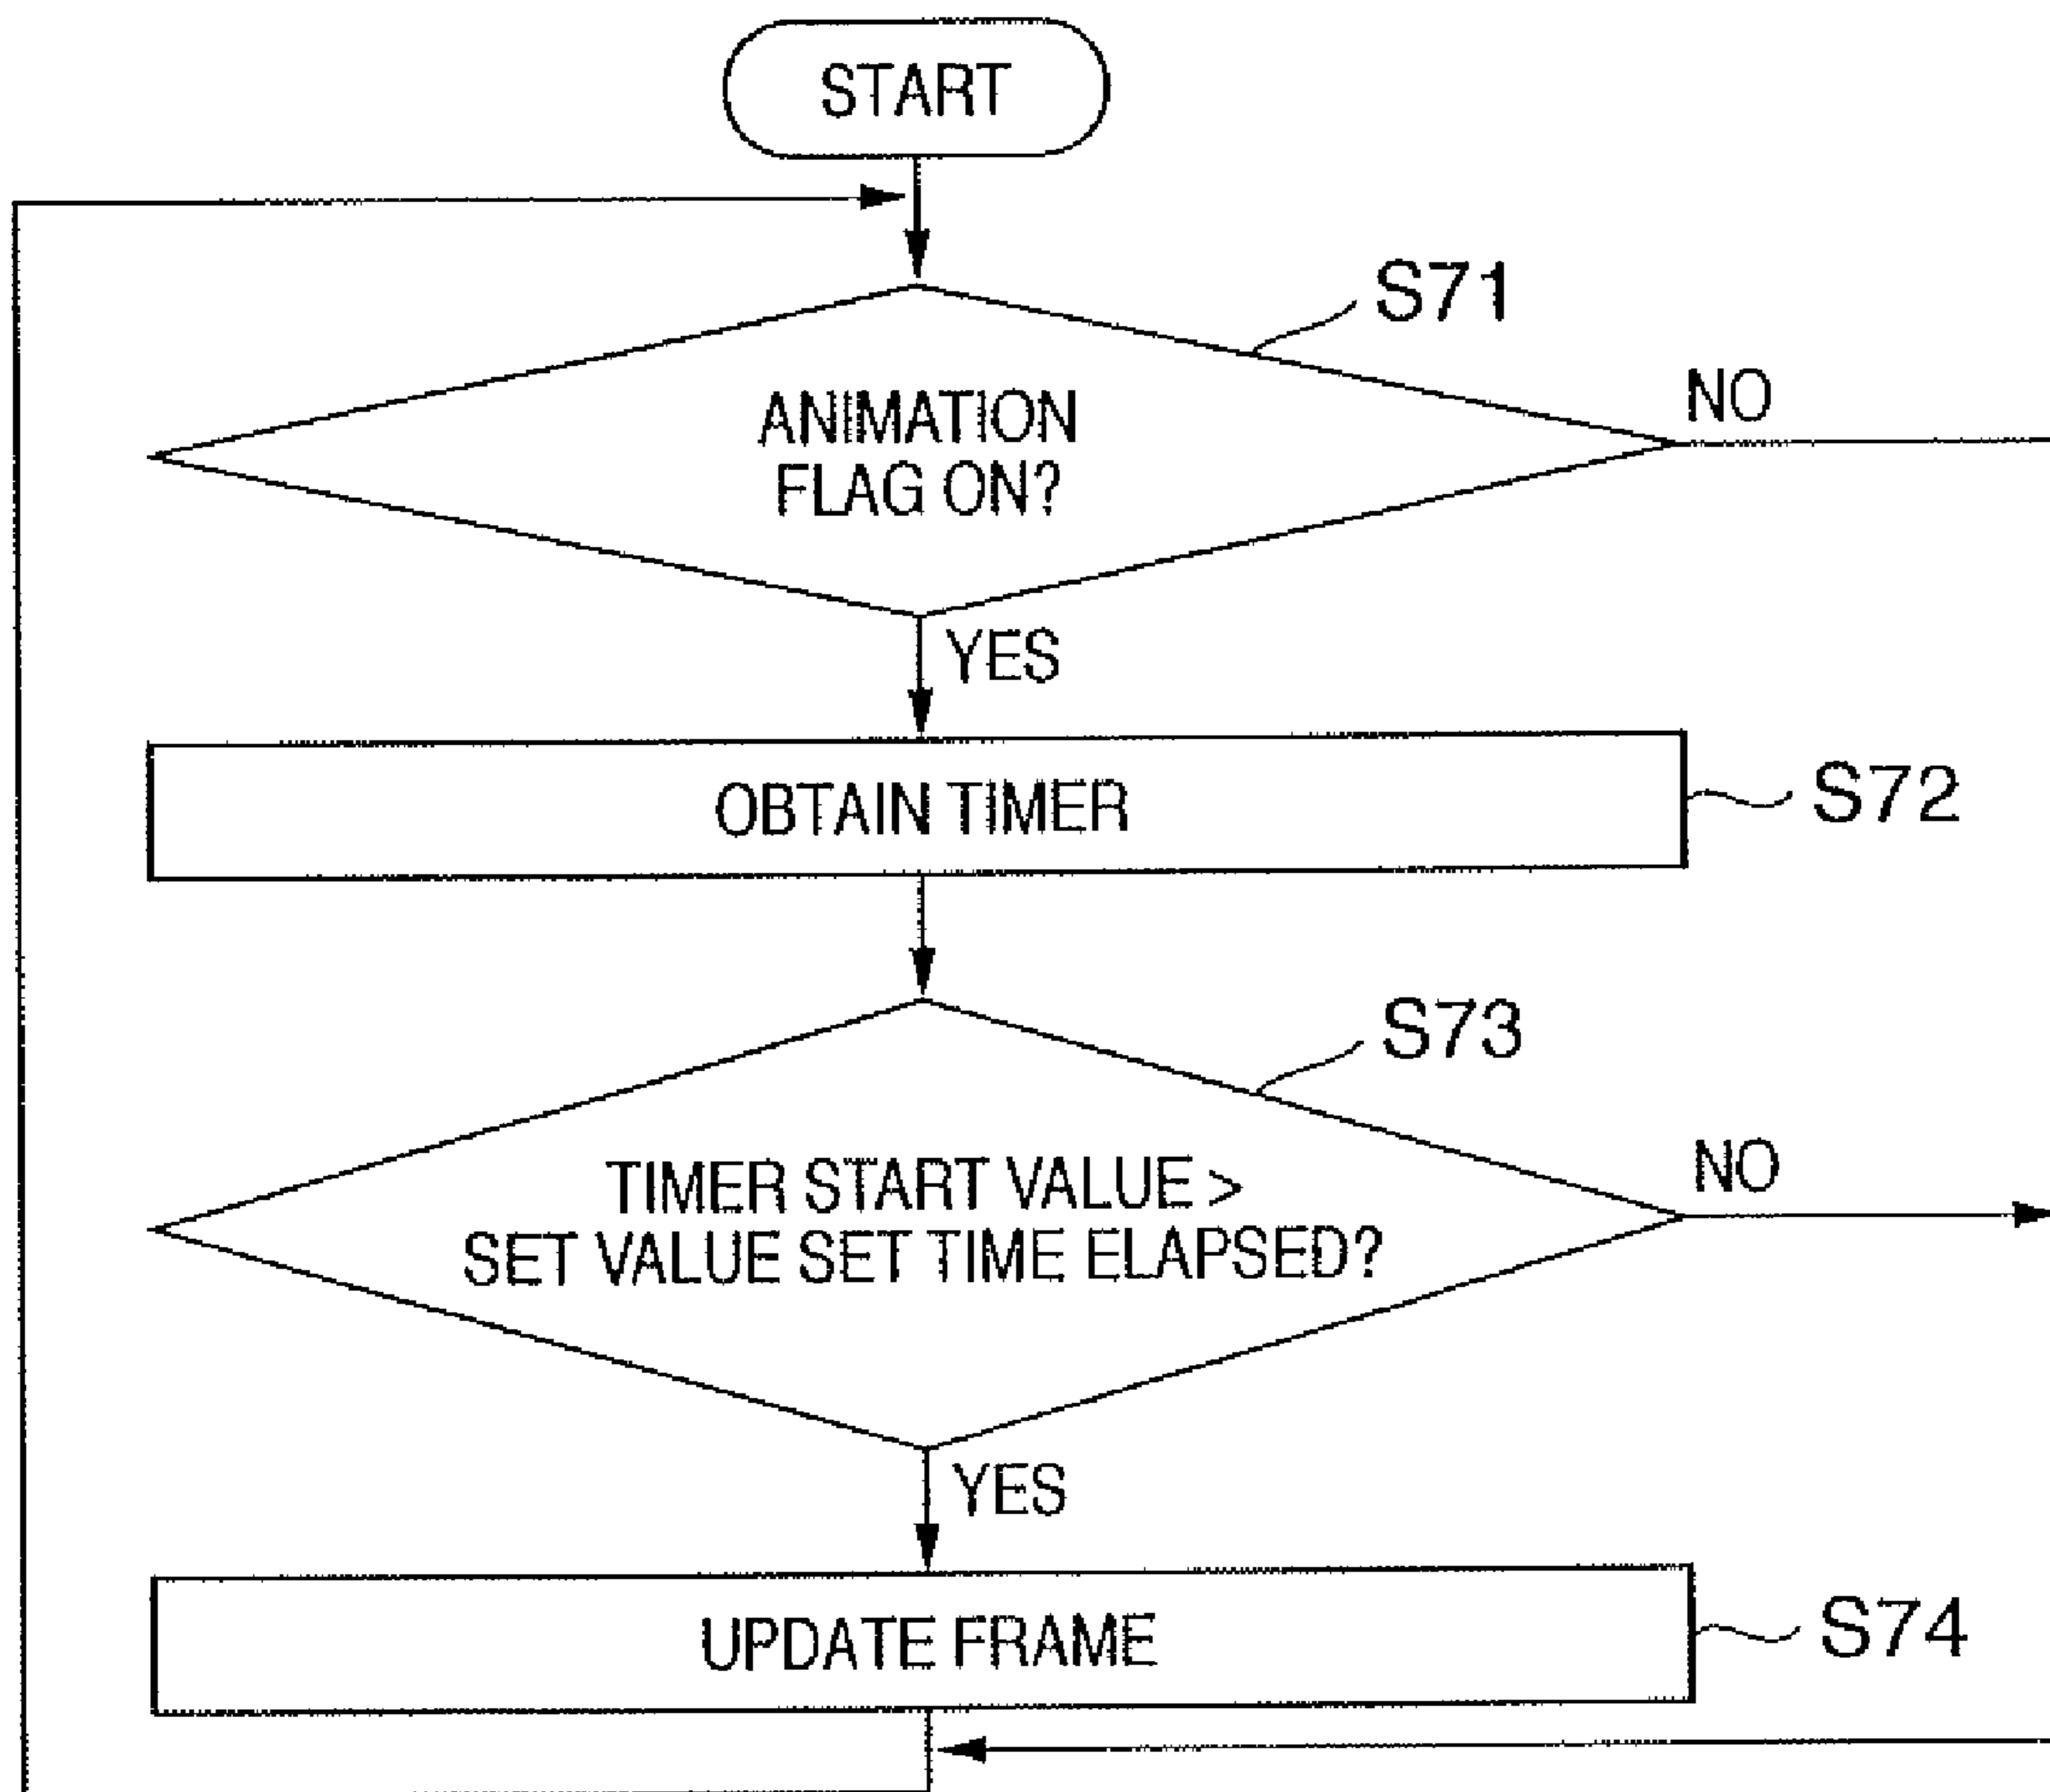 START
S71
ANIMATION
FLAG ON?
NO
YES
OBTAIN TIMER
S72
S73
TIMER START VALUE >
SET VALUE SET TIME ELAPSED?
NO
YES
UPDATE FRAME
S74